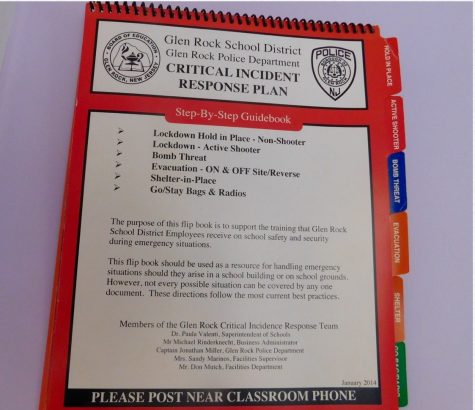 Glen Rock School District
Glen Rock Police Department
CRITICAL INCIDENT
RESPONSE PLAN
BOARD OF EDUCATION
GLEN ROCK, NEW JERSEY
POLICE
NJ
Step-By-Step Guidebook
Lockdown Hold in Place - Non-Shooter
Lockdown - Active Shooter
Bomb Threat
Evacuation - ON & OFF Site/Reverse
Shelter-in-Place
Go/Stay Bags & Radios
The purpose of this flip book is to support the training that Glen Rock
School District Employees receive on school safety and security
during emergency situations.
This flip book should be used as a resource for handling emergency
situations should they arise in a school building or on school grounds.
However, not every possible situation can be covered by any one
document. These directions follow the most current best practices.
Members of the Glen Rock Critical Incidence Response Team
Dr. Paula Valenti, Superintendent of Schools
Mr Michael Rinderknecht, Business Administrator
Captain Jonathan Miller, Glen Rock Police Department
Mrs. Sandy Marinos, Facilities Supervisor
Mr. Don Mutch, Facilities Department
January 2014
PLEASE POST NEAR CLASSROOM PHONE
HOLD IN PLACE
ACTIVE SHOOTER
BOMB THREAT
EVACUATION
SHELTER